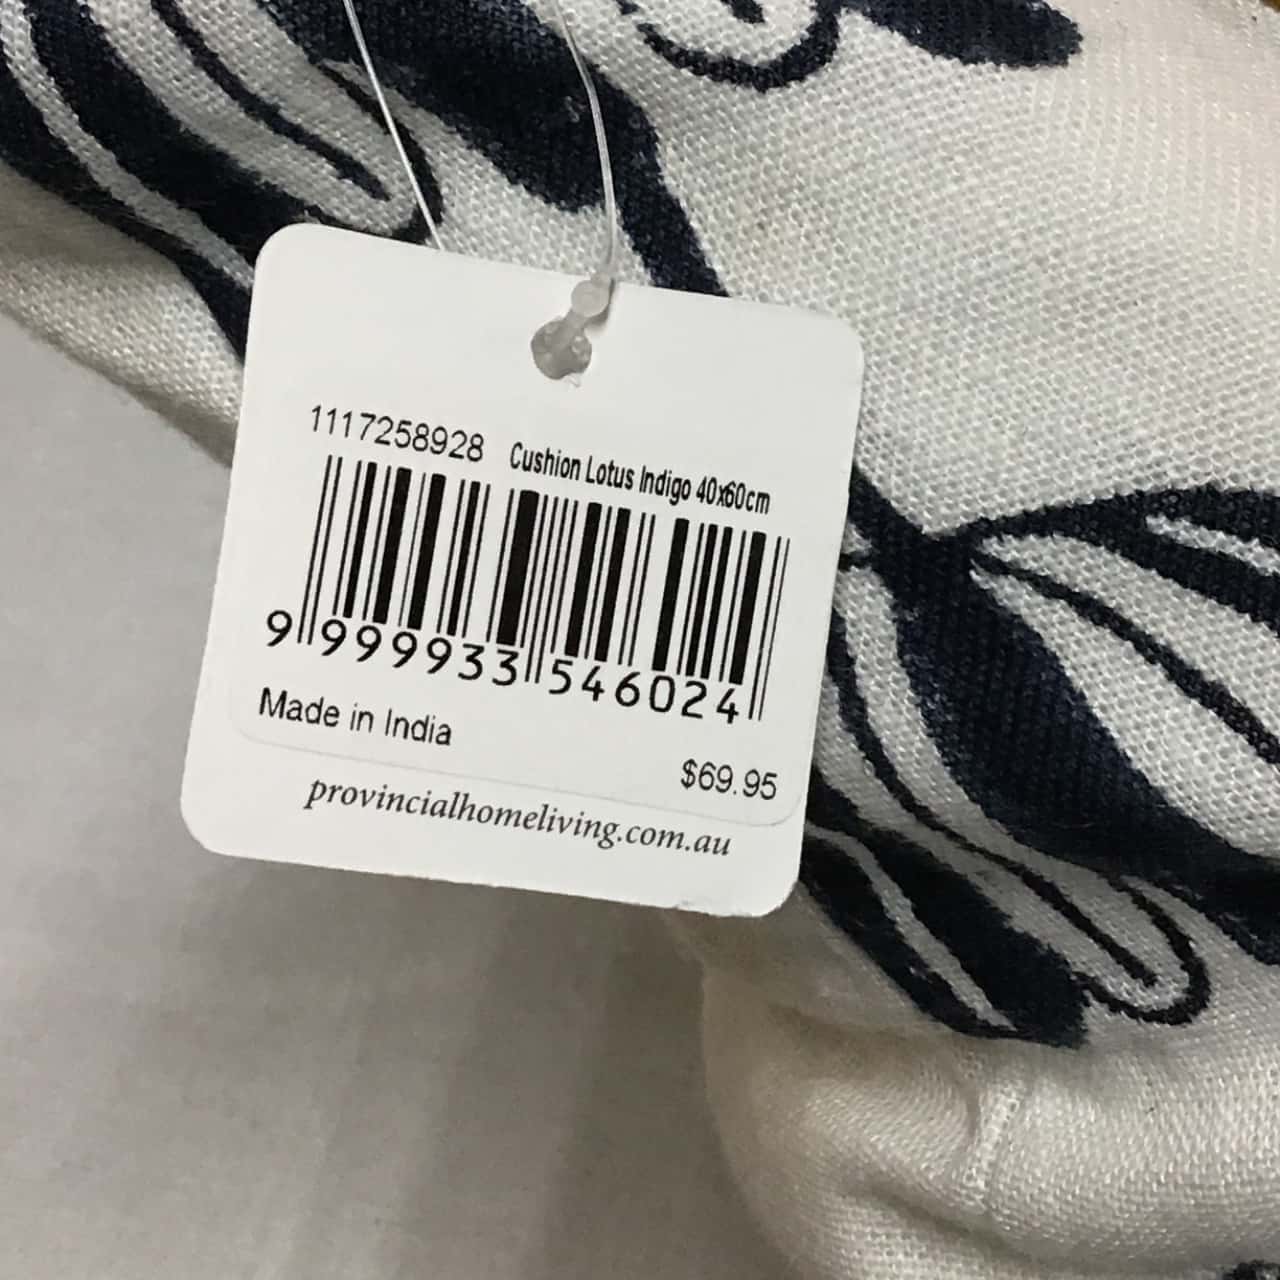 1117258928 Cushion Lotus Indigo 40x60cm
9 999933 546024
Made in India
$69.95
provincialhomeliving.com.au